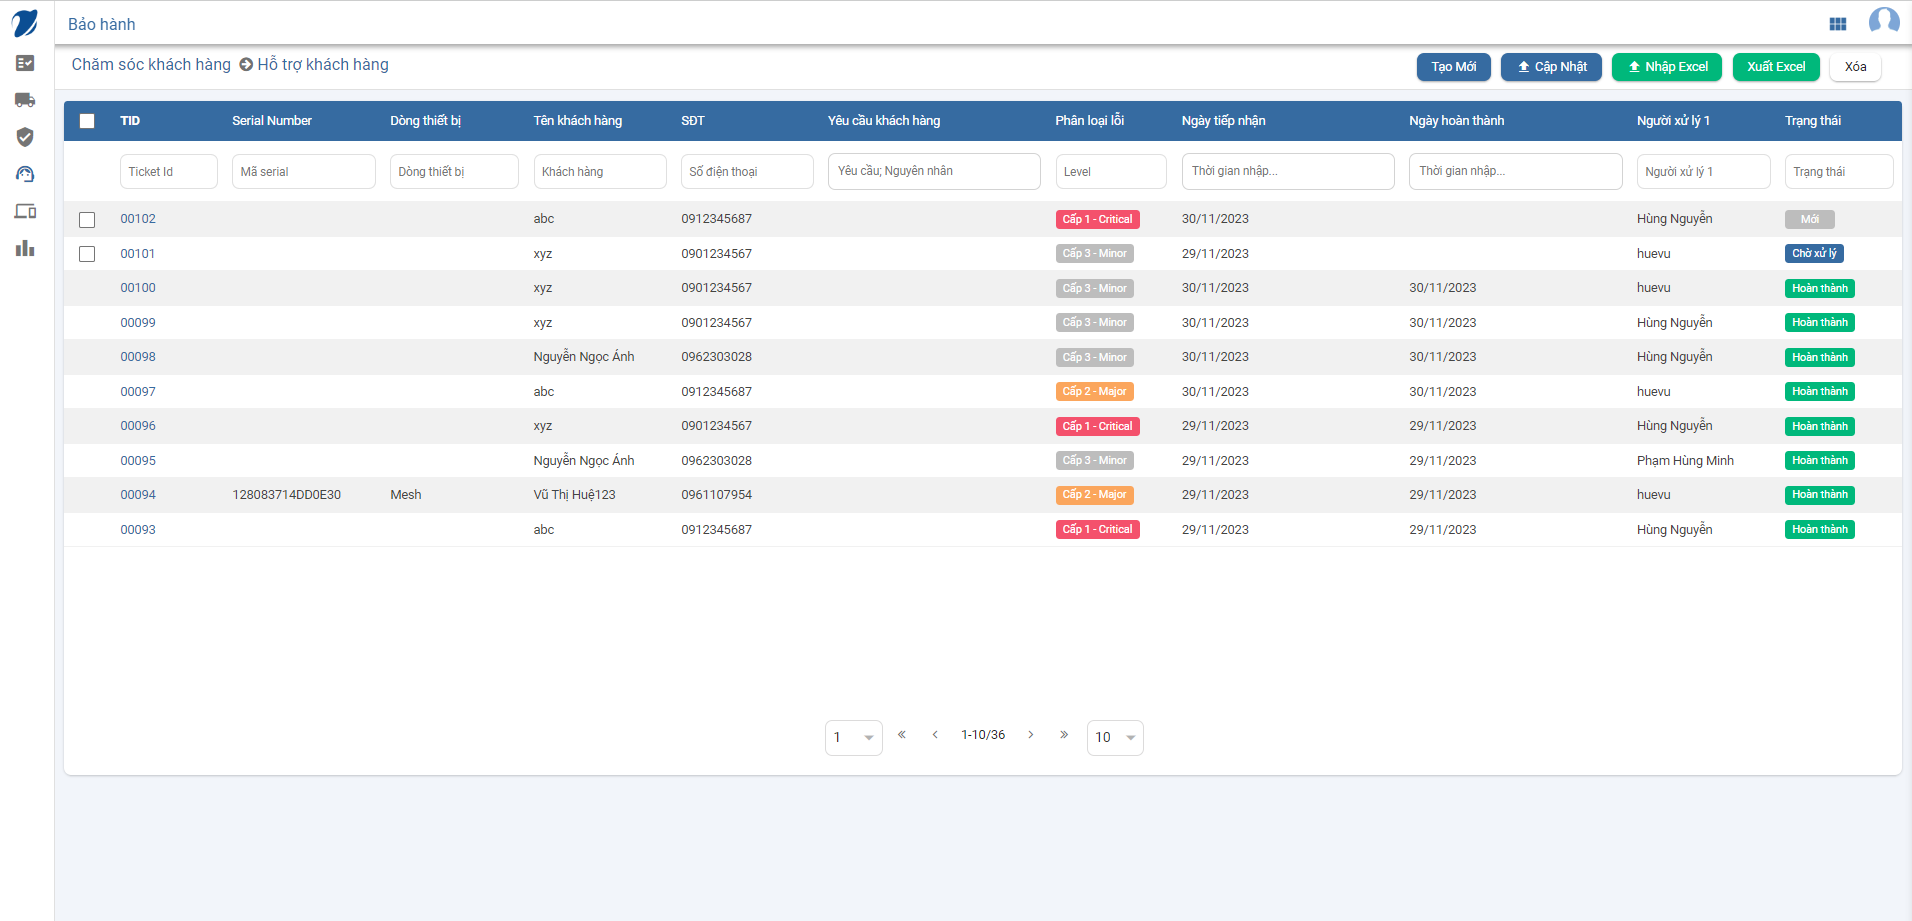 Bảo hành
Chăm sóc khách hàng Hỗ trợ khách hàng
Tạo Mới Cập Nhật Nhập Excel Xuất Excel Xóa
TID Serial Number Dòng thiết bị Tên khách hàng SĐT Yêu cầu khách hàng Phân loại lỗi Ngày tiếp nhận Ngày hoàn thành Người xử lý 1 Trạng thái
Ticket Id Mã serial Dòng thiết bị Khách hàng Số điện thoại Yêu cầu; Nguyên nhân Level Thời gian nhập... Thời gian nhập... Người xử lý 1 Trạng thái
00102 abc 0912345687 Cấp 1 - Critical 30/11/2023 Hùng Nguyễn Mới
00101 xyz 0901234567 Cấp 3 - Minor 29/11/2023 huevu Chờ xử lý
00100 xyz 0901234567 Cấp 3 - Minor 30/11/2023 30/11/2023 huevu Hoàn thành
00099 xyz 0901234567 Cấp 3 - Minor 30/11/2023 30/11/2023 Hùng Nguyễn Hoàn thành
00098 Nguyễn Ngọc Ánh 0962303028 Cấp 3 - Minor 30/11/2023 30/11/2023 Hùng Nguyễn Hoàn thành
00097 abc 0912345687 Cấp 2 - Major 30/11/2023 30/11/2023 huevu Hoàn thành
00096 xyz 0901234567 Cấp 1 - Critical 29/11/2023 29/11/2023 Hùng Nguyễn Hoàn thành
00095 Nguyễn Ngọc Ánh 0962303028 Cấp 3 - Minor 29/11/2023 29/11/2023 Phạm Hùng Minh Hoàn thành
00094 128083714DD0E30 Mesh Vũ Thị Huệ123 0961107954 Cấp 2 - Major 29/11/2023 29/11/2023 huevu Hoàn thành
00093 abc 0912345687 Cấp 1 - Critical 29/11/2023 29/11/2023 Hùng Nguyễn Hoàn thành
1 « ‹ 1-10/36 › » 10